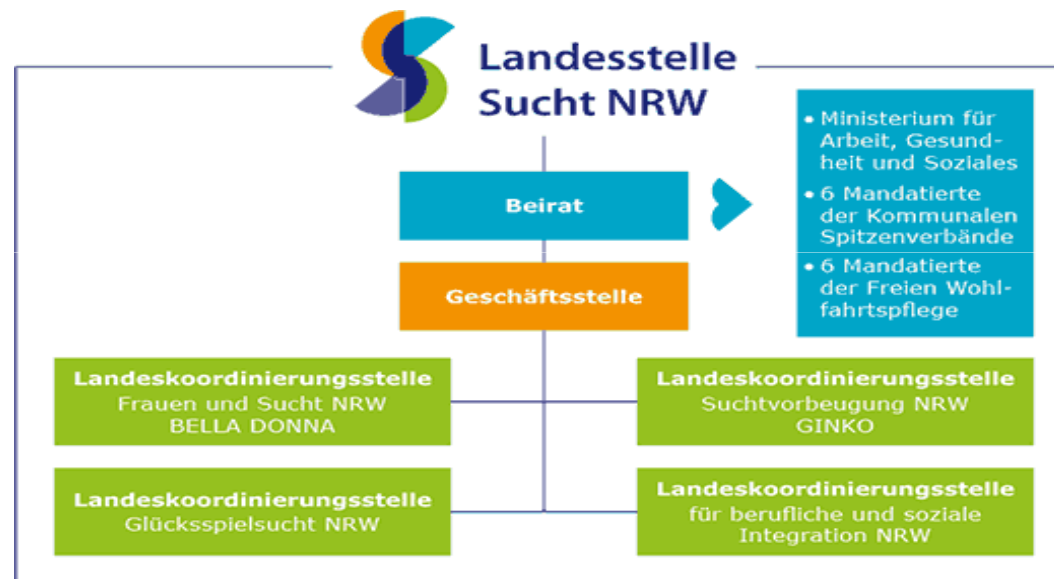 Landesstelle
Sucht NRW
Beirat
• Ministerium für
Arbeit, Gesund-
heit und Soziales
• 6 Mandatierte
der Kommunalen
Spitzenverbände
• 6 Mandatierte
der Freien Wohl-
fahrtspflege
Geschäftsstelle
Landeskoordinierungsstelle
Frauen und Sucht NRW
BELLA DONNA
Landeskoordinierungsstelle
Suchtvorbeugung NRW
GINKO
Landeskoordinierungsstelle
Glücksspielsucht NRW
Landeskoordinierungsstelle
für berufliche und soziale
Integration NRW